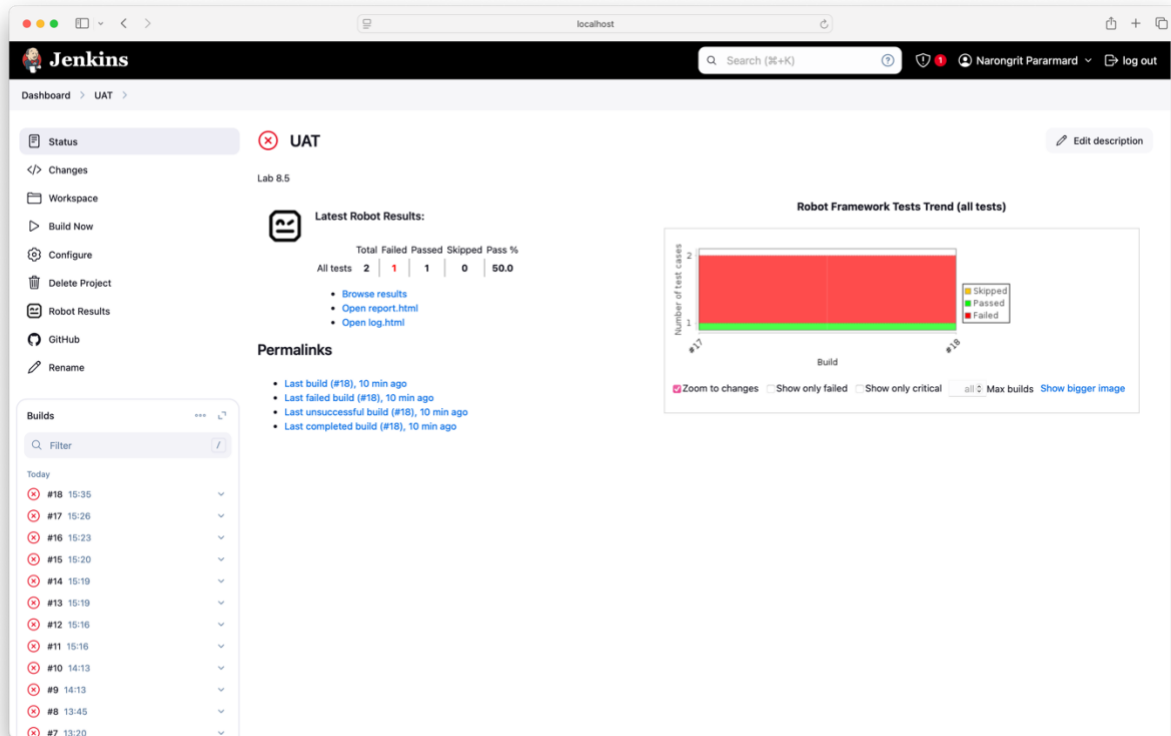 localhost
Jenkins
Search (⌘+K)
1
Narongrit Pararmard
log out
Dashboard > UAT >
Status
Changes
Workspace
Build Now
Configure
Delete Project
Robot Results
GitHub
Rename
Builds
Filter /
Today
#18 15:35
#17 15:26
#16 15:23
#15 15:20
#14 15:19
#13 15:19
#12 15:16
#11 15:16
#10 14:13
#9 14:13
#8 13:45
#7 13:20
UAT
Edit description
Lab 8.5
Latest Robot Results:
Total Failed Passed Skipped Pass %
All tests 2 1 1 0 50.0
Browse results
Open report.html
Open log.html
Permalinks
Last build (#18), 10 min ago
Last failed build (#18), 10 min ago
Last unsuccessful build (#18), 10 min ago
Last completed build (#18), 10 min ago
Robot Framework Tests Trend (all tests)
Number of test cases
2
1
#17
#18
Build
Skipped
Passed
Failed
Zoom to changes Show only failed Show only critical all Max builds Show bigger image